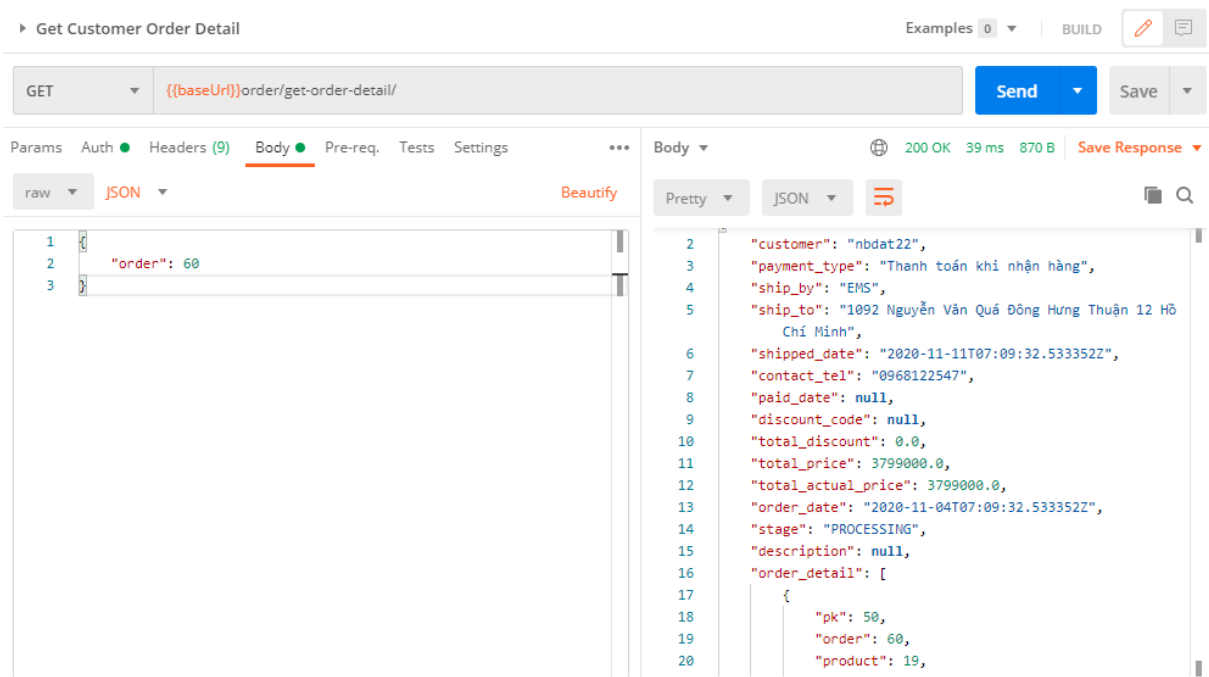 Get Customer Order Detail
Examples 0
BUILD
GET
{{baseUrl}}order/get-order-detail/
Send
Save
Params Auth Headers (9) Body Pre-req. Tests Settings
Body
200 OK 39 ms 870 B Save Response
raw JSON Beautify
Pretty JSON
1 {
2 "order": 60
3 }
2 "customer": "nbdat22",
3 "payment_type": "Thanh toán khi nhận hàng",
4 "ship_by": "EMS",
5 "ship_to": "1092 Nguyễn Văn Quá Đông Hưng Thuận 12 Hồ
Chí Minh",
6 "shipped_date": "2020-11-11T07:09:32.533352Z",
7 "contact_tel": "0968122547",
8 "paid_date": null,
9 "discount_code": null,
10 "total_discount": 0.0,
11 "total_price": 3799000.0,
12 "total_actual_price": 3799000.0,
13 "order_date": "2020-11-04T07:09:32.533352Z",
14 "stage": "PROCESSING",
15 "description": null,
16 "order_detail": [
17 {
18 "pk": 50,
19 "order": 60,
20 "product": 19,